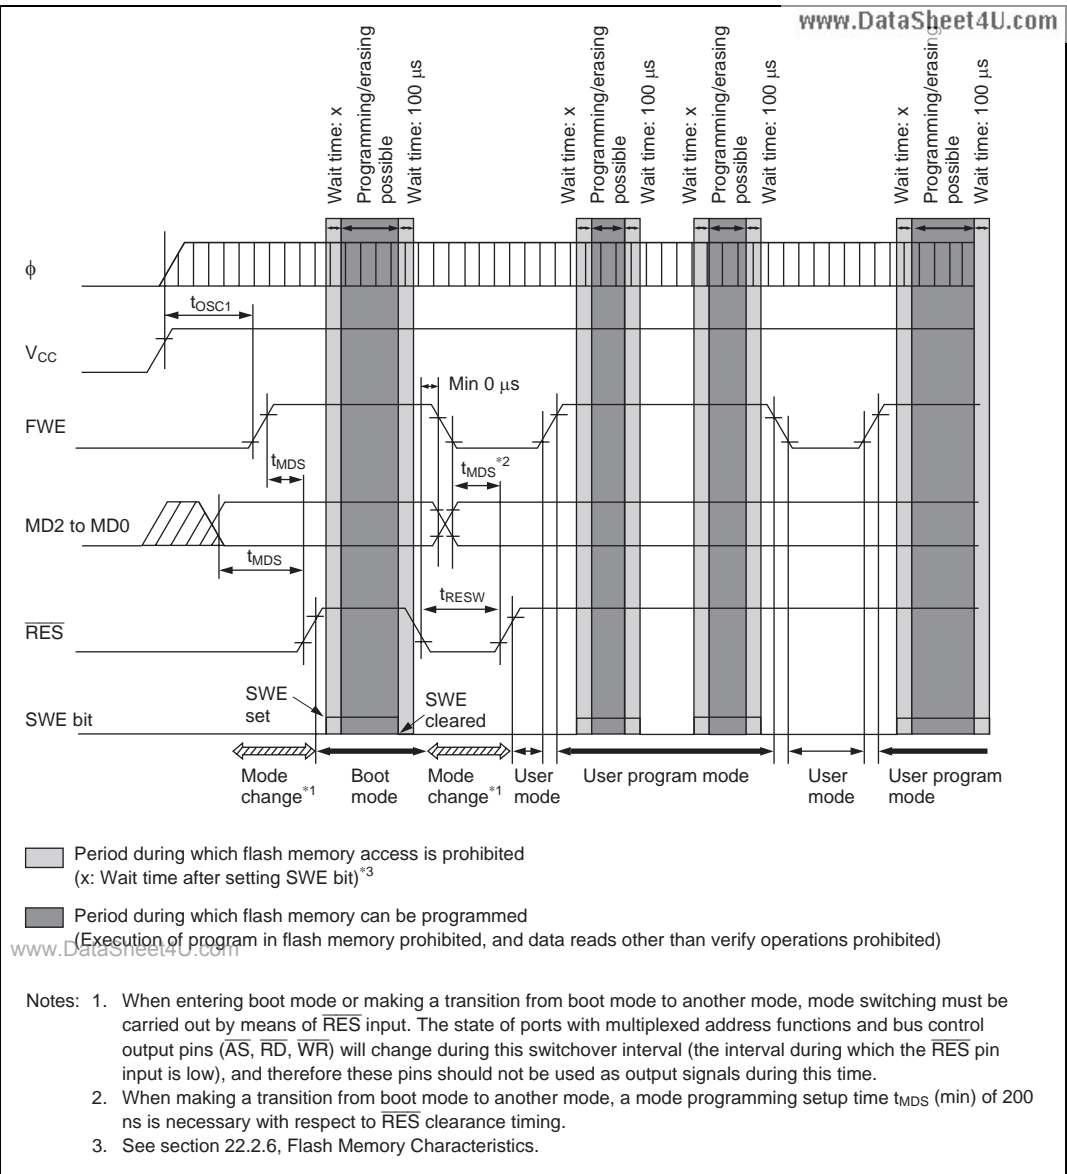 www.DataSheet4U.com
Wait time: x
Programming/erasing
possible
Wait time: 100 μs
Wait time: x
Programming/erasing
possible
Wait time: 100 μs
Wait time: x
Programming/erasing
possible
Wait time: 100 μs
Wait time: x
Programming/erasing
possible
Wait time: 100 μs
ϕ
tOSC1
VCC
Min 0 μs
FWE
tMDS
tMDS*2
MD2 to MD0
tMDS
tRESW
RES
SWE
set
SWE
cleared
SWE bit
Mode
change*1
Boot
mode
Mode
change*1
User
mode
User program mode
User
mode
User program
mode
Period during which flash memory access is prohibited
(x: Wait time after setting SWE bit)*3
Period during which flash memory can be programmed
(Execution of program in flash memory prohibited, and data reads other than verify operations prohibited)
www.DataSheet4U.com
Notes: 1. When entering boot mode or making a transition from boot mode to another mode, mode switching must be
carried out by means of RES input. The state of ports with multiplexed address functions and bus control
output pins (AS, RD, WR) will change during this switchover interval (the interval during which the RES pin
input is low), and therefore these pins should not be used as output signals during this time.
2. When making a transition from boot mode to another mode, a mode programming setup time tMDS (min) of 200
ns is necessary with respect to RES clearance timing.
3. See section 22.2.6, Flash Memory Characteristics.